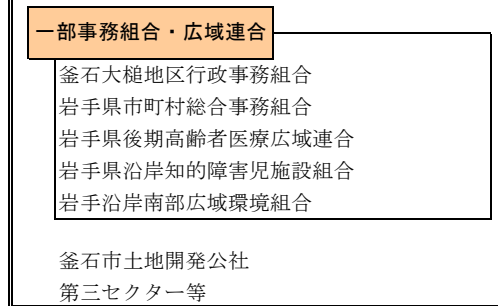 一部事務組合・広域連合
釜石大槌地区行政事務組合
岩手県市町村総合事務組合
岩手県後期高齢者医療広域連合
岩手県沿岸知的障害児施設組合
岩手沿岸南部広域環境組合
釜石市土地開発公社
第三セクター等